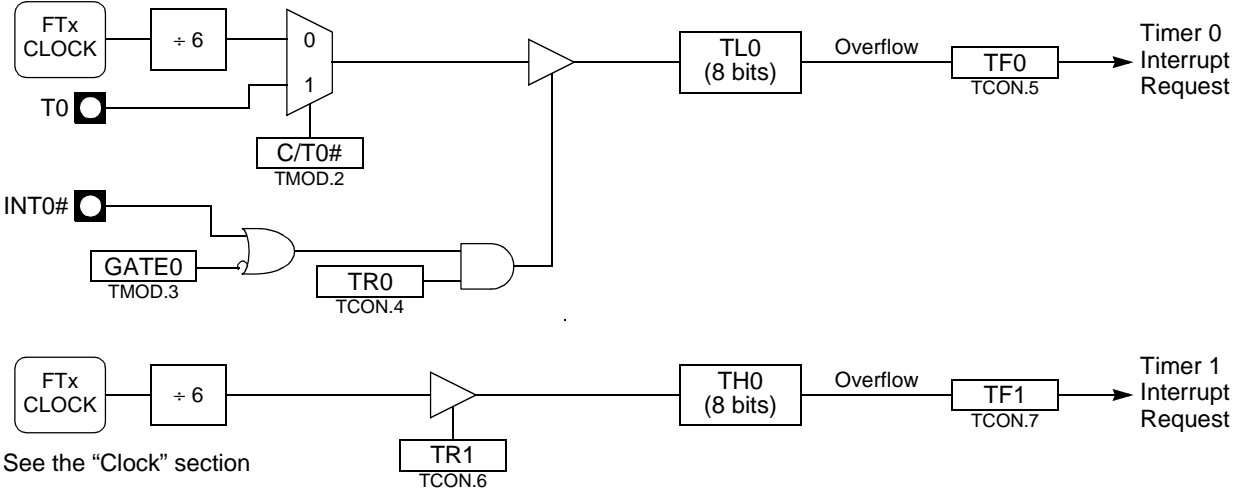 FTx
CLOCK
÷ 6
0
1
T0
C/T0#
TMOD.2
TL0
(8 bits)
Overflow
TF0
TCON.5
Timer 0
Interrupt
Request
INT0#
GATE0
TMOD.3
TR0
TCON.4
FTx
CLOCK
÷ 6
TR1
TCON.6
TH0
(8 bits)
Overflow
TF1
TCON.7
Timer 1
Interrupt
Request
See the “Clock” section